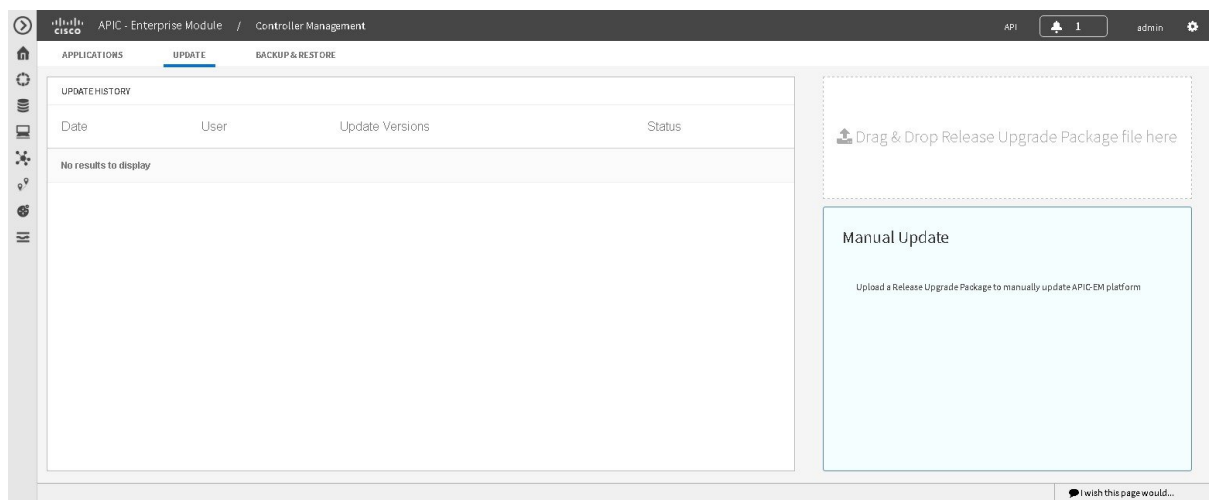 cisco APIC - Enterprise Module / Controller Management API 1 admin
APPLICATIONS UPDATE BACKUP & RESTORE
UPDATE HISTORY
Date User Update Versions Status
No results to display
Drag & Drop Release Upgrade Package file here
Manual Update
Upload a Release Upgrade Package to manually update APIC-EM platform
I wish this page would...